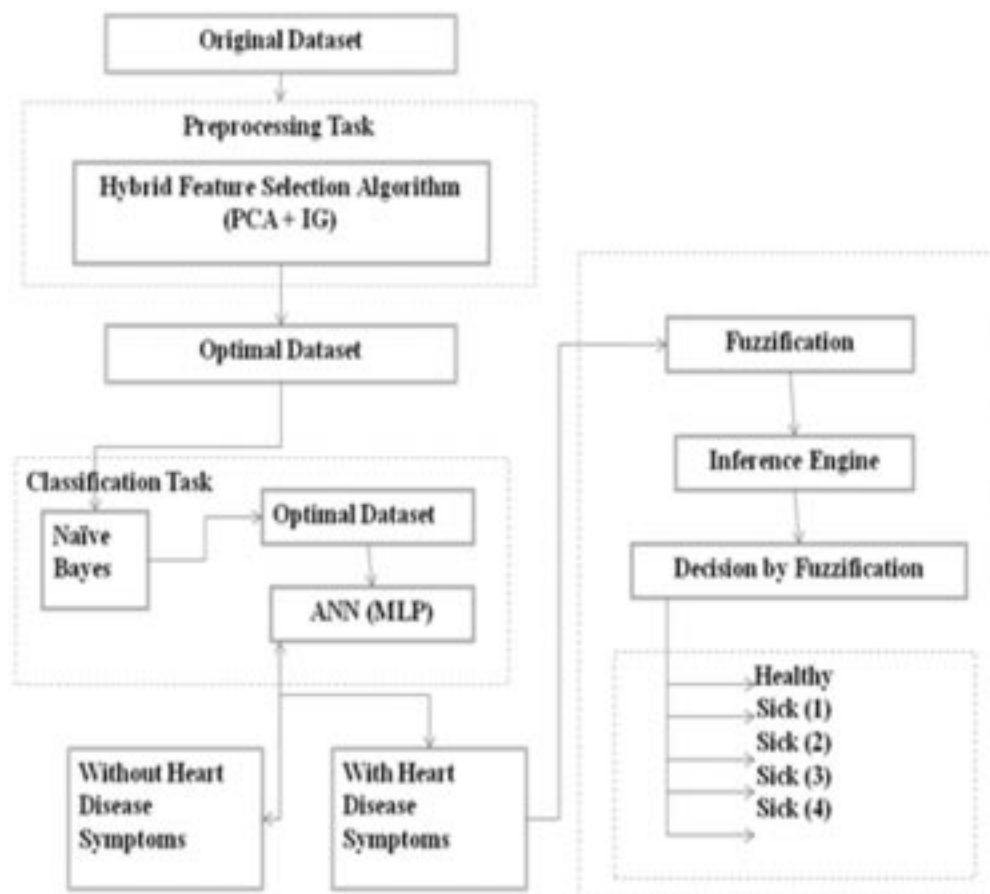 Original Dataset
Preprocessing Task
Hybrid Feature Selection Algorithm
(PCA + IG)
Optimal Dataset
Classification Task
Naïve
Bayes
Optimal Dataset
ANN (MLP)
Without Heart
Disease
Symptoms
With Heart
Disease
Symptoms
Fuzzification
Inference Engine
Decision by Fuzzification
Healthy
Sick (1)
Sick (2)
Sick (3)
Sick (4)